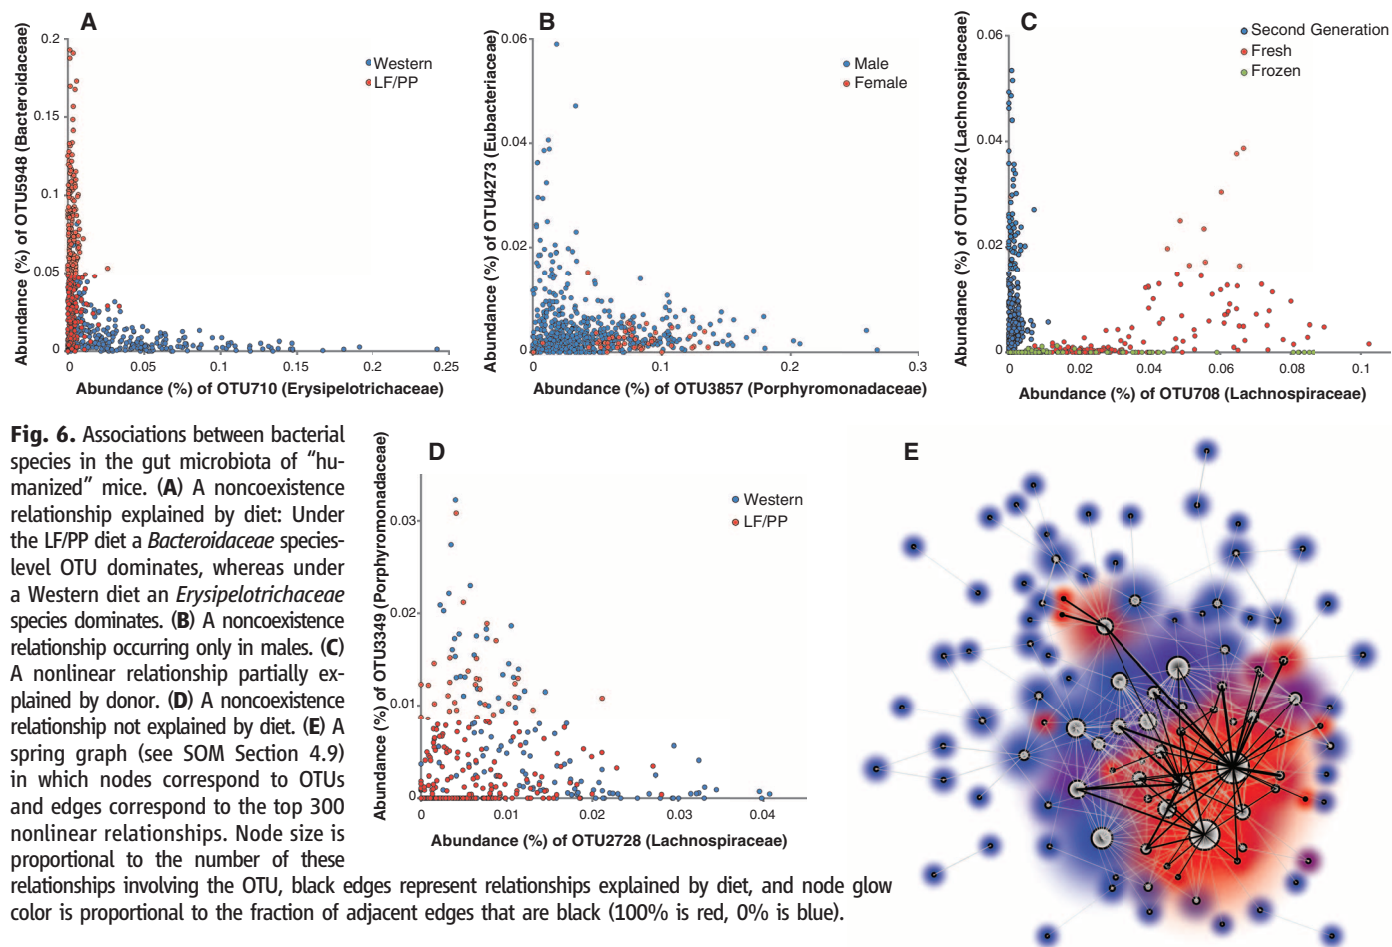 A
Abundance (%) of OTU5948 (Bacteroidaceae)
0.2
0.15
0.1
0.05
0
0
0.05
0.1
0.15
0.2
0.25
Western
LF/PP
Abundance (%) of OTU710 (Erysipelotrichaceae)
B
Abundance (%) of OTU4273 (Eubacteriaceae)
0.06
0.04
0.02
0
0
0.1
0.2
0.3
Male
Female
Abundance (%) of OTU3857 (Porphyromonadaceae)
C
Abundance (%) of OTU1462 (Lachnospiraceae)
0.06
0.04
0.02
0
0
0.02
0.04
0.06
0.08
0.1
Second Generation
Fresh
Frozen
Abundance (%) of OTU708 (Lachnospiraceae)
Fig. 6. Associations between bacterial
species in the gut microbiota of “hu-
manized” mice. (A) A noncoexistence
relationship explained by diet: Under
the LF/PP diet a Bacteroidaceae species-
level OTU dominates, whereas under
a Western diet an Erysipelotrichaceae
species dominates. (B) A noncoexistence
relationship occurring only in males. (C)
A nonlinear relationship partially ex-
plained by donor. (D) A noncoexistence
relationship not explained by diet. (E) A
spring graph (see SOM Section 4.9)
in which nodes correspond to OTUs
and edges correspond to the top 300
nonlinear relationships. Node size is
proportional to the number of these
relationships involving the OTU, black edges represent relationships explained by diet, and node glow
color is proportional to the fraction of adjacent edges that are black (100% is red, 0% is blue).
D
Abundance (%) of OTU3349 (Porphyromonadaceae)
0.03
0.02
0.01
0
0
0.01
0.02
0.03
0.04
Western
LF/PP
Abundance (%) of OTU2728 (Lachnospiraceae)
E